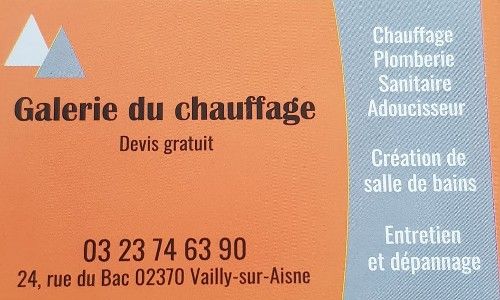 Galerie du chauffage
Devis gratuit
03 23 74 63 90
24, rue du Bac 02370 Vailly-sur-Aisne
Chauffage
Plomberie
Sanitaire
Adoucisseur
Création de
salle de bains
Entretien
et dépannage